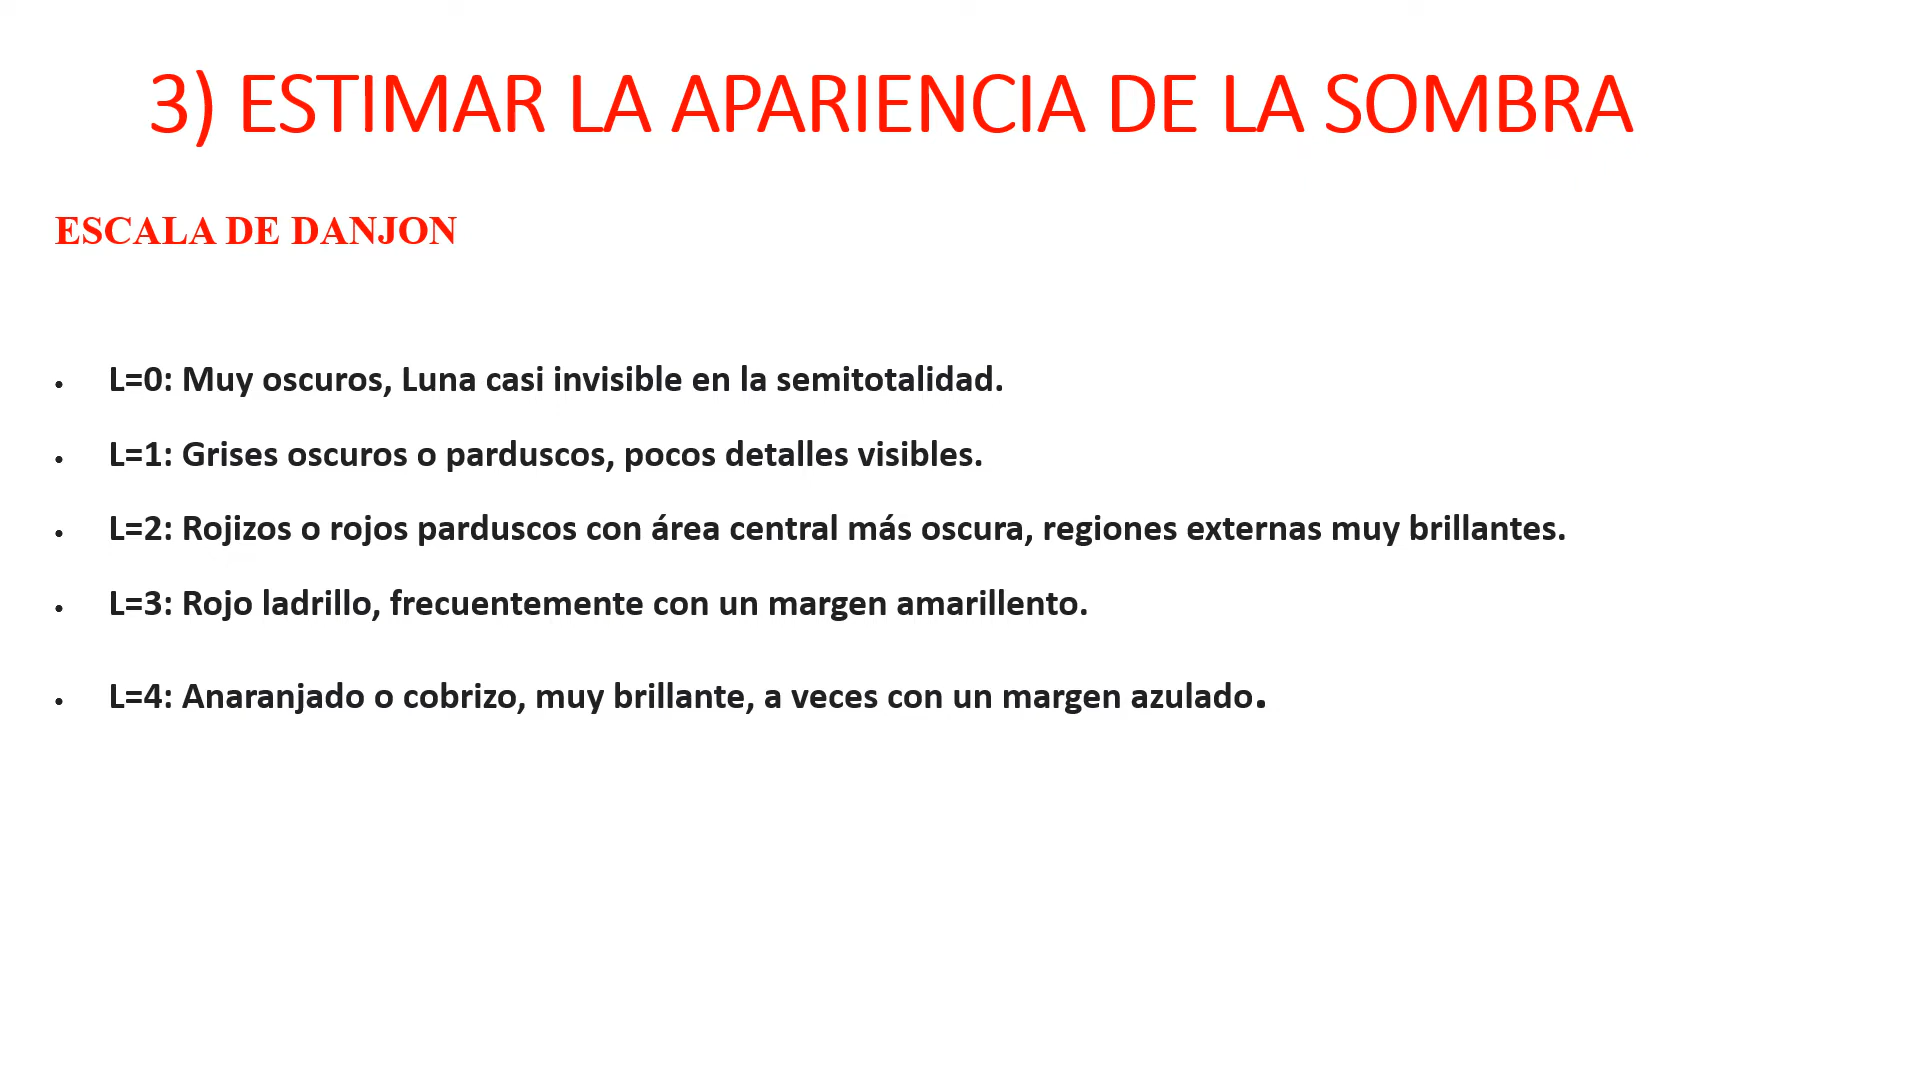 3) ESTIMAR LA APARIENCIA DE LA SOMBRA
ESCALA DE DANJON
• L=0: Muy oscuros, Luna casi invisible en la semitotalidad.
• L=1: Grises oscuros o parduscos, pocos detalles visibles.
• L=2: Rojizos o rojos parduscos con área central más oscura, regiones externas muy brillantes.
• L=3: Rojo ladrillo, frecuentemente con un margen amarillento.
• L=4: Anaranjado o cobrizo, muy brillante, a veces con un margen azulado.